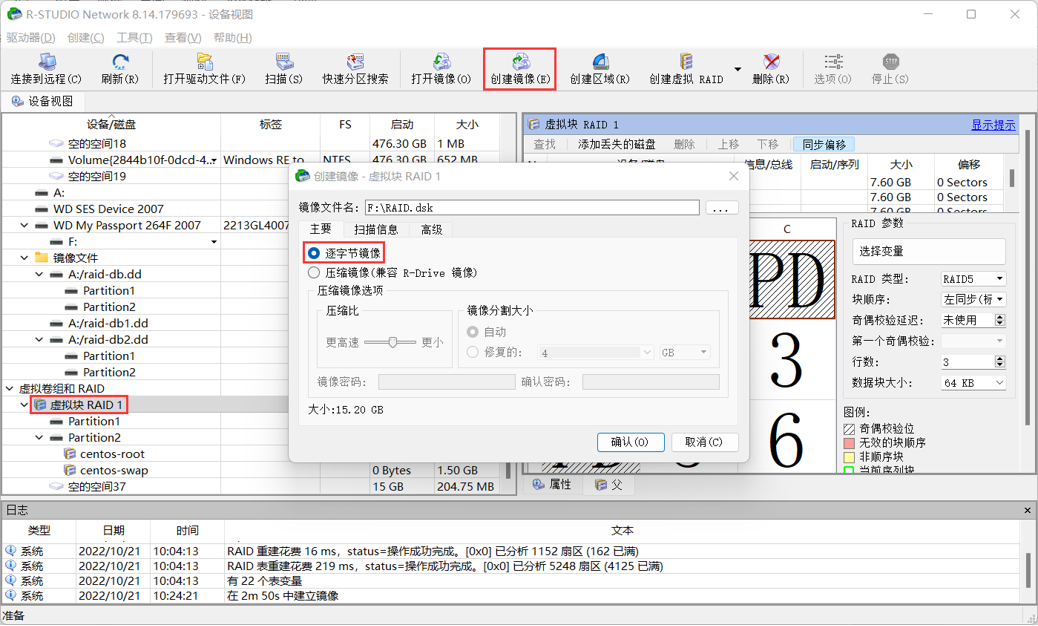 R-STUDIO Network 8.14.179693 - 设备视图
驱动器(D) 创建(C) 工具(T) 查看(V) 帮助(H)
连接到远程(C) 刷新(R) 打开驱动文件(F) 扫描(S) 快速分区搜索 打开镜像(O) 创建镜像(E) 创建区域(R) 创建虚拟 RAID 删除(R) 选项(O) 停止(S)
设备视图
设备/磁盘 标签 FS 启动 大小
空的空间18 476.30 GB 1 MB
Volume(2844b10f-0dcd-4.. Windows RE to NTFS 476.30 GB 652 MB
空的空间19
A:
WD SES Device 2007
WD My Passport 264F 2007 2213GL4007
F:
镜像文件
A:/raid-db.dd
Partition1
Partition2
A:/raid-db1.dd
A:/raid-db2.dd
Partition1
Partition2
虚拟卷组和 RAID
虚拟块 RAID 1
Partition1
Partition2
centos-root
centos-swap 0 Bytes 1.50 GB
空的空间37 15 GB 204.75 MB
虚拟块 RAID 1 显示提示
查找 添加丢失的磁盘 删除 上移 下移 同步偏移
信息/总线 启动/序列 大小 偏移
7.60 GB 0 Sectors
7.60 GB 0 Sectors
7.60 GB 0 Sectors
C
PD
3
6
RAID 参数
选择变量
RAID 类型: RAID5
块顺序: 左同步(标
奇偶校验延迟: 未使用
第一个奇偶校验:
行数: 3
数据块大小: 64 KB
图例:
奇偶校验位
无效的块顺序
非顺序块
当前序列块
属性 父
创建镜像 - 虚拟块 RAID 1
镜像文件名: F:\RAID.dsk ...
主要 扫描信息 高级
逐字节镜像
压缩镜像(兼容 R-Drive 镜像)
压缩镜像选项
压缩比
更高速 更小
镜像分割大小
自动
修复的: 4 GB
镜像密码: 确认密码:
大小:15.20 GB
确认(O) 取消(C)
日志
类型 日期 时间 文本
系统 2022/10/21 10:04:13 RAID 重建花费 16 ms, status=操作成功完成。[0x0] 已分析 1152 扇区 (162 已满)
系统 2022/10/21 10:04:13 RAID 表重建花费 219 ms, status=操作成功完成。[0x0] 已分析 5248 扇区 (4125 已满)
系统 2022/10/21 10:04:13 有 22 个表变量
系统 2022/10/21 10:24:21 在 2m 50s 中建立镜像
准备